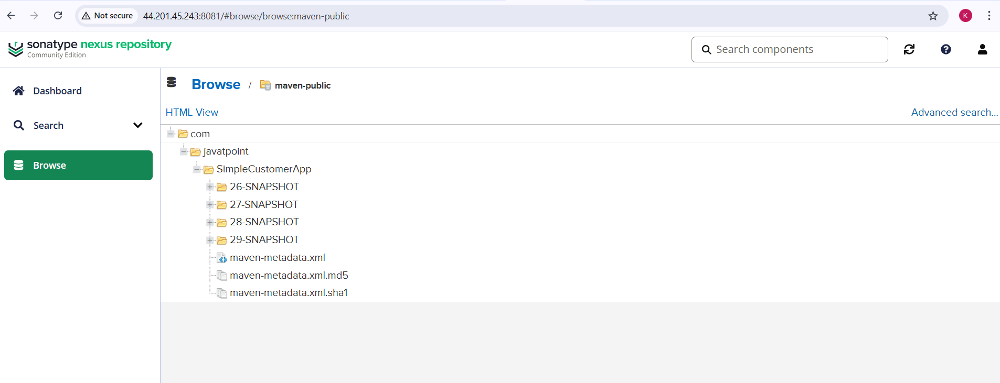 Not secure 44.201.45.243:8081/#browse/browse:maven-public K
sonatype nexus repository
Community Edition
Search components
Dashboard
Search
Browse
Browse / maven-public
HTML View Advanced search...
com
javatpoint
SimpleCustomerApp
26-SNAPSHOT
27-SNAPSHOT
28-SNAPSHOT
29-SNAPSHOT
maven-metadata.xml
maven-metadata.xml.md5
maven-metadata.xml.sha1